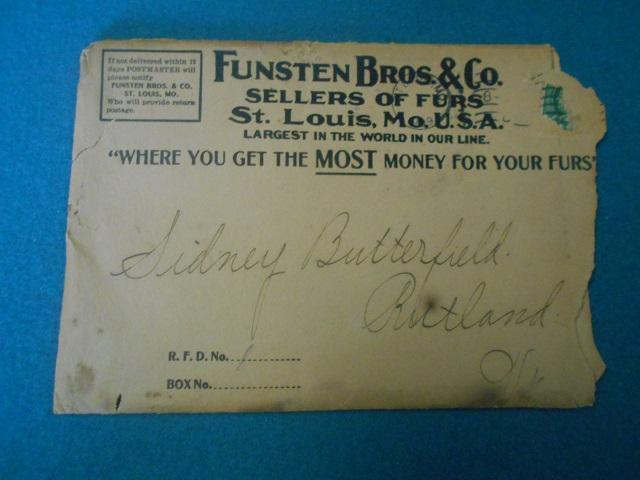 If not delivered within 15
days POSTMASTER will
please notify
FUNSTEN BROS. & CO.
ST. LOUIS, MO.
Who will provide return
postage.
FUNSTEN BROS. & CO.
SELLERS OF FURS
St. Louis, Mo. U.S.A.
LARGEST IN THE WORLD IN OUR LINE.
"WHERE YOU GET THE MOST MONEY FOR YOUR FURS"
Sidney Butterfield.
Rutland.
Vt.
R. F. D. No. 1
BOX No.